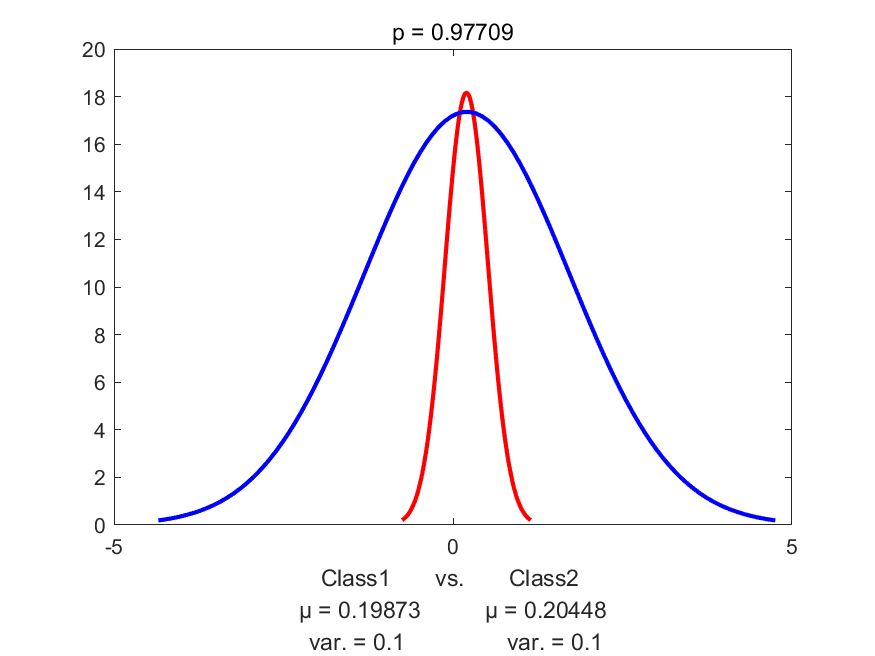 p = 0.97709
20
18
16
14
12
10
8
6
4
2
0
-5 0 5
Class1 vs. Class2
µ = 0.19873 µ = 0.20448
var. = 0.1 var. = 0.1